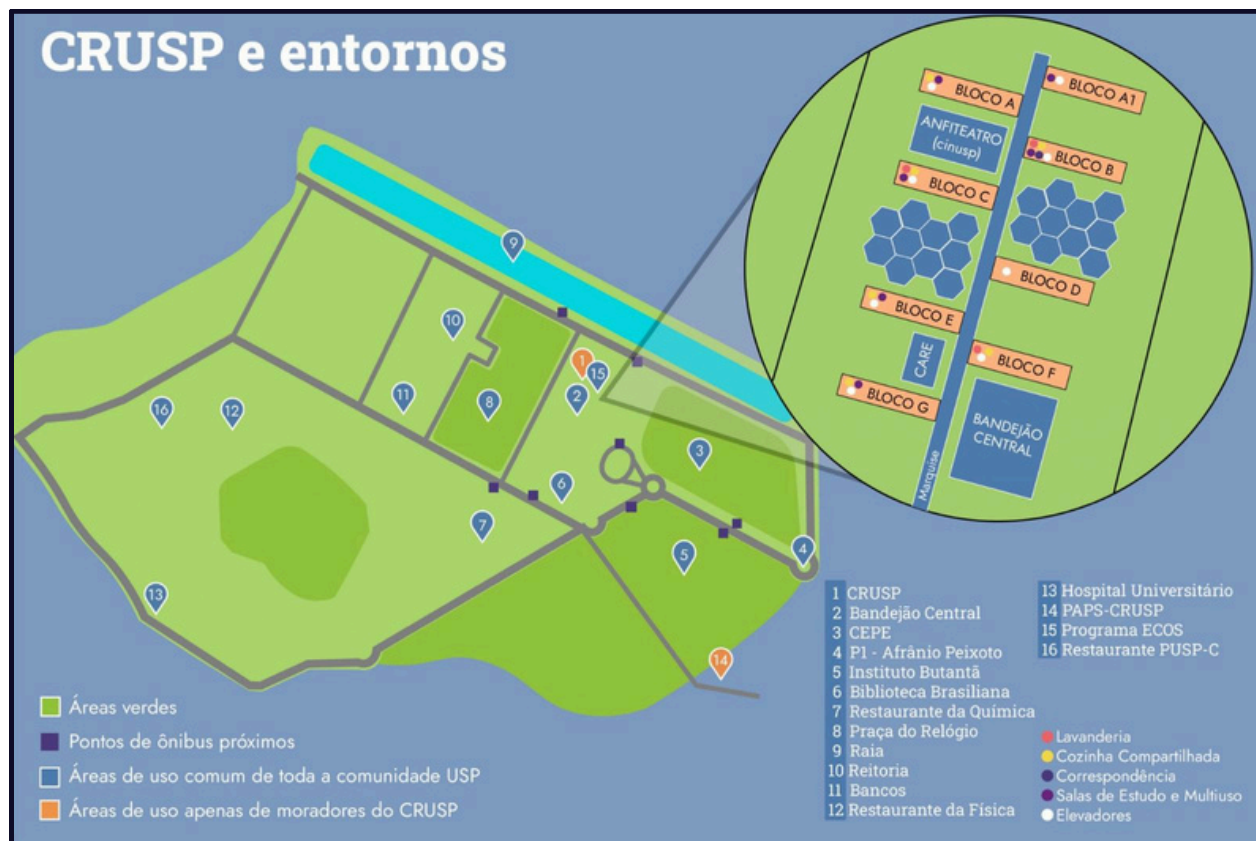 CRUSP e entornos
BLOCO A
BLOCO A1
ANFITEATRO
(cinusp)
BLOCO B
BLOCO C
BLOCO D
BLOCO E
CARE
BLOCO F
BLOCO G
BANDEJÃO
CENTRAL
Marquise
9
10
1
15
2
11
8
16
12
3
6
7
5
4
13
14
Áreas verdes
Pontos de ônibus próximos
Áreas de uso comum de toda a comunidade USP
Áreas de uso apenas de moradores do CRUSP
1 CRUSP
2 Bandejão Central
3 CEPE
4 P1 - Afrânio Peixoto
5 Instituto Butantã
6 Biblioteca Brasiliana
7 Restaurante da Química
8 Praça do Relógio
9 Raia
10 Reitoria
11 Bancos
12 Restaurante da Física
13 Hospital Universitário
14 PAPS-CRUSP
15 Programa ECOS
16 Restaurante PUSP-C
Lavanderia
Cozinha Compartilhada
Correspondência
Salas de Estudo e Multiuso
Elevadores